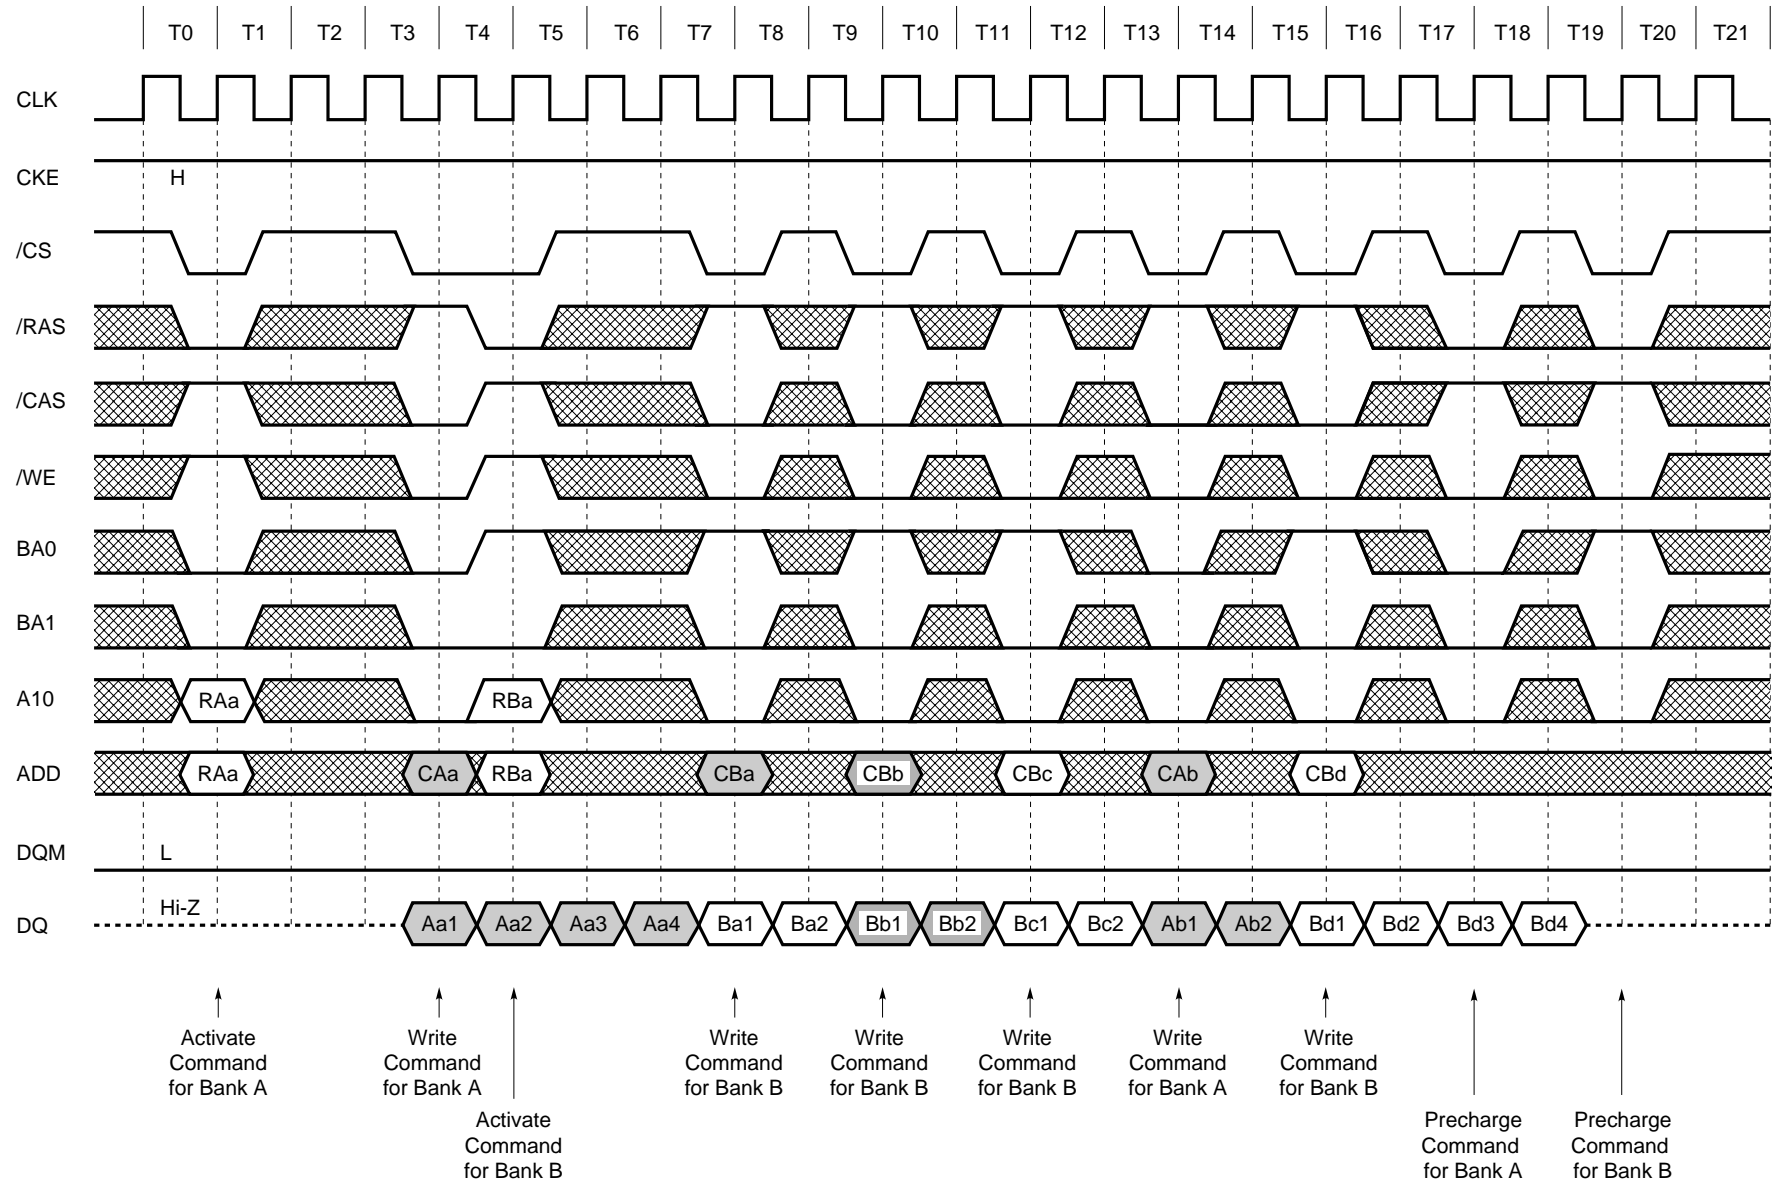 T0 T1 T2 T3 T4 T5 T6 T7 T8 T9 T10 T11 T12 T13 T14 T15 T16 T17 T18 T19 T20 T21
CLK
CKE
H
/CS
/RAS
/CAS
/WE
BA0
BA1
A10 RAa RBa
ADD RAa CAa RBa CBa CBb CBc CAb CBd
DQM
L
Hi-Z
DQ Aa1 Aa2 Aa3 Aa4 Ba1 Ba2 Bb1 Bb2 Bc1 Bc2 Ab1 Ab2 Bd1 Bd2 Bd3 Bd4
Activate
Command
for Bank A
Write
Command
for Bank A
Activate
Command
for Bank B
Write
Command
for Bank B
Write
Command
for Bank B
Write
Command
for Bank B
Write
Command
for Bank A
Write
Command
for Bank B
Precharge
Command
for Bank A
Precharge
Command
for Bank B